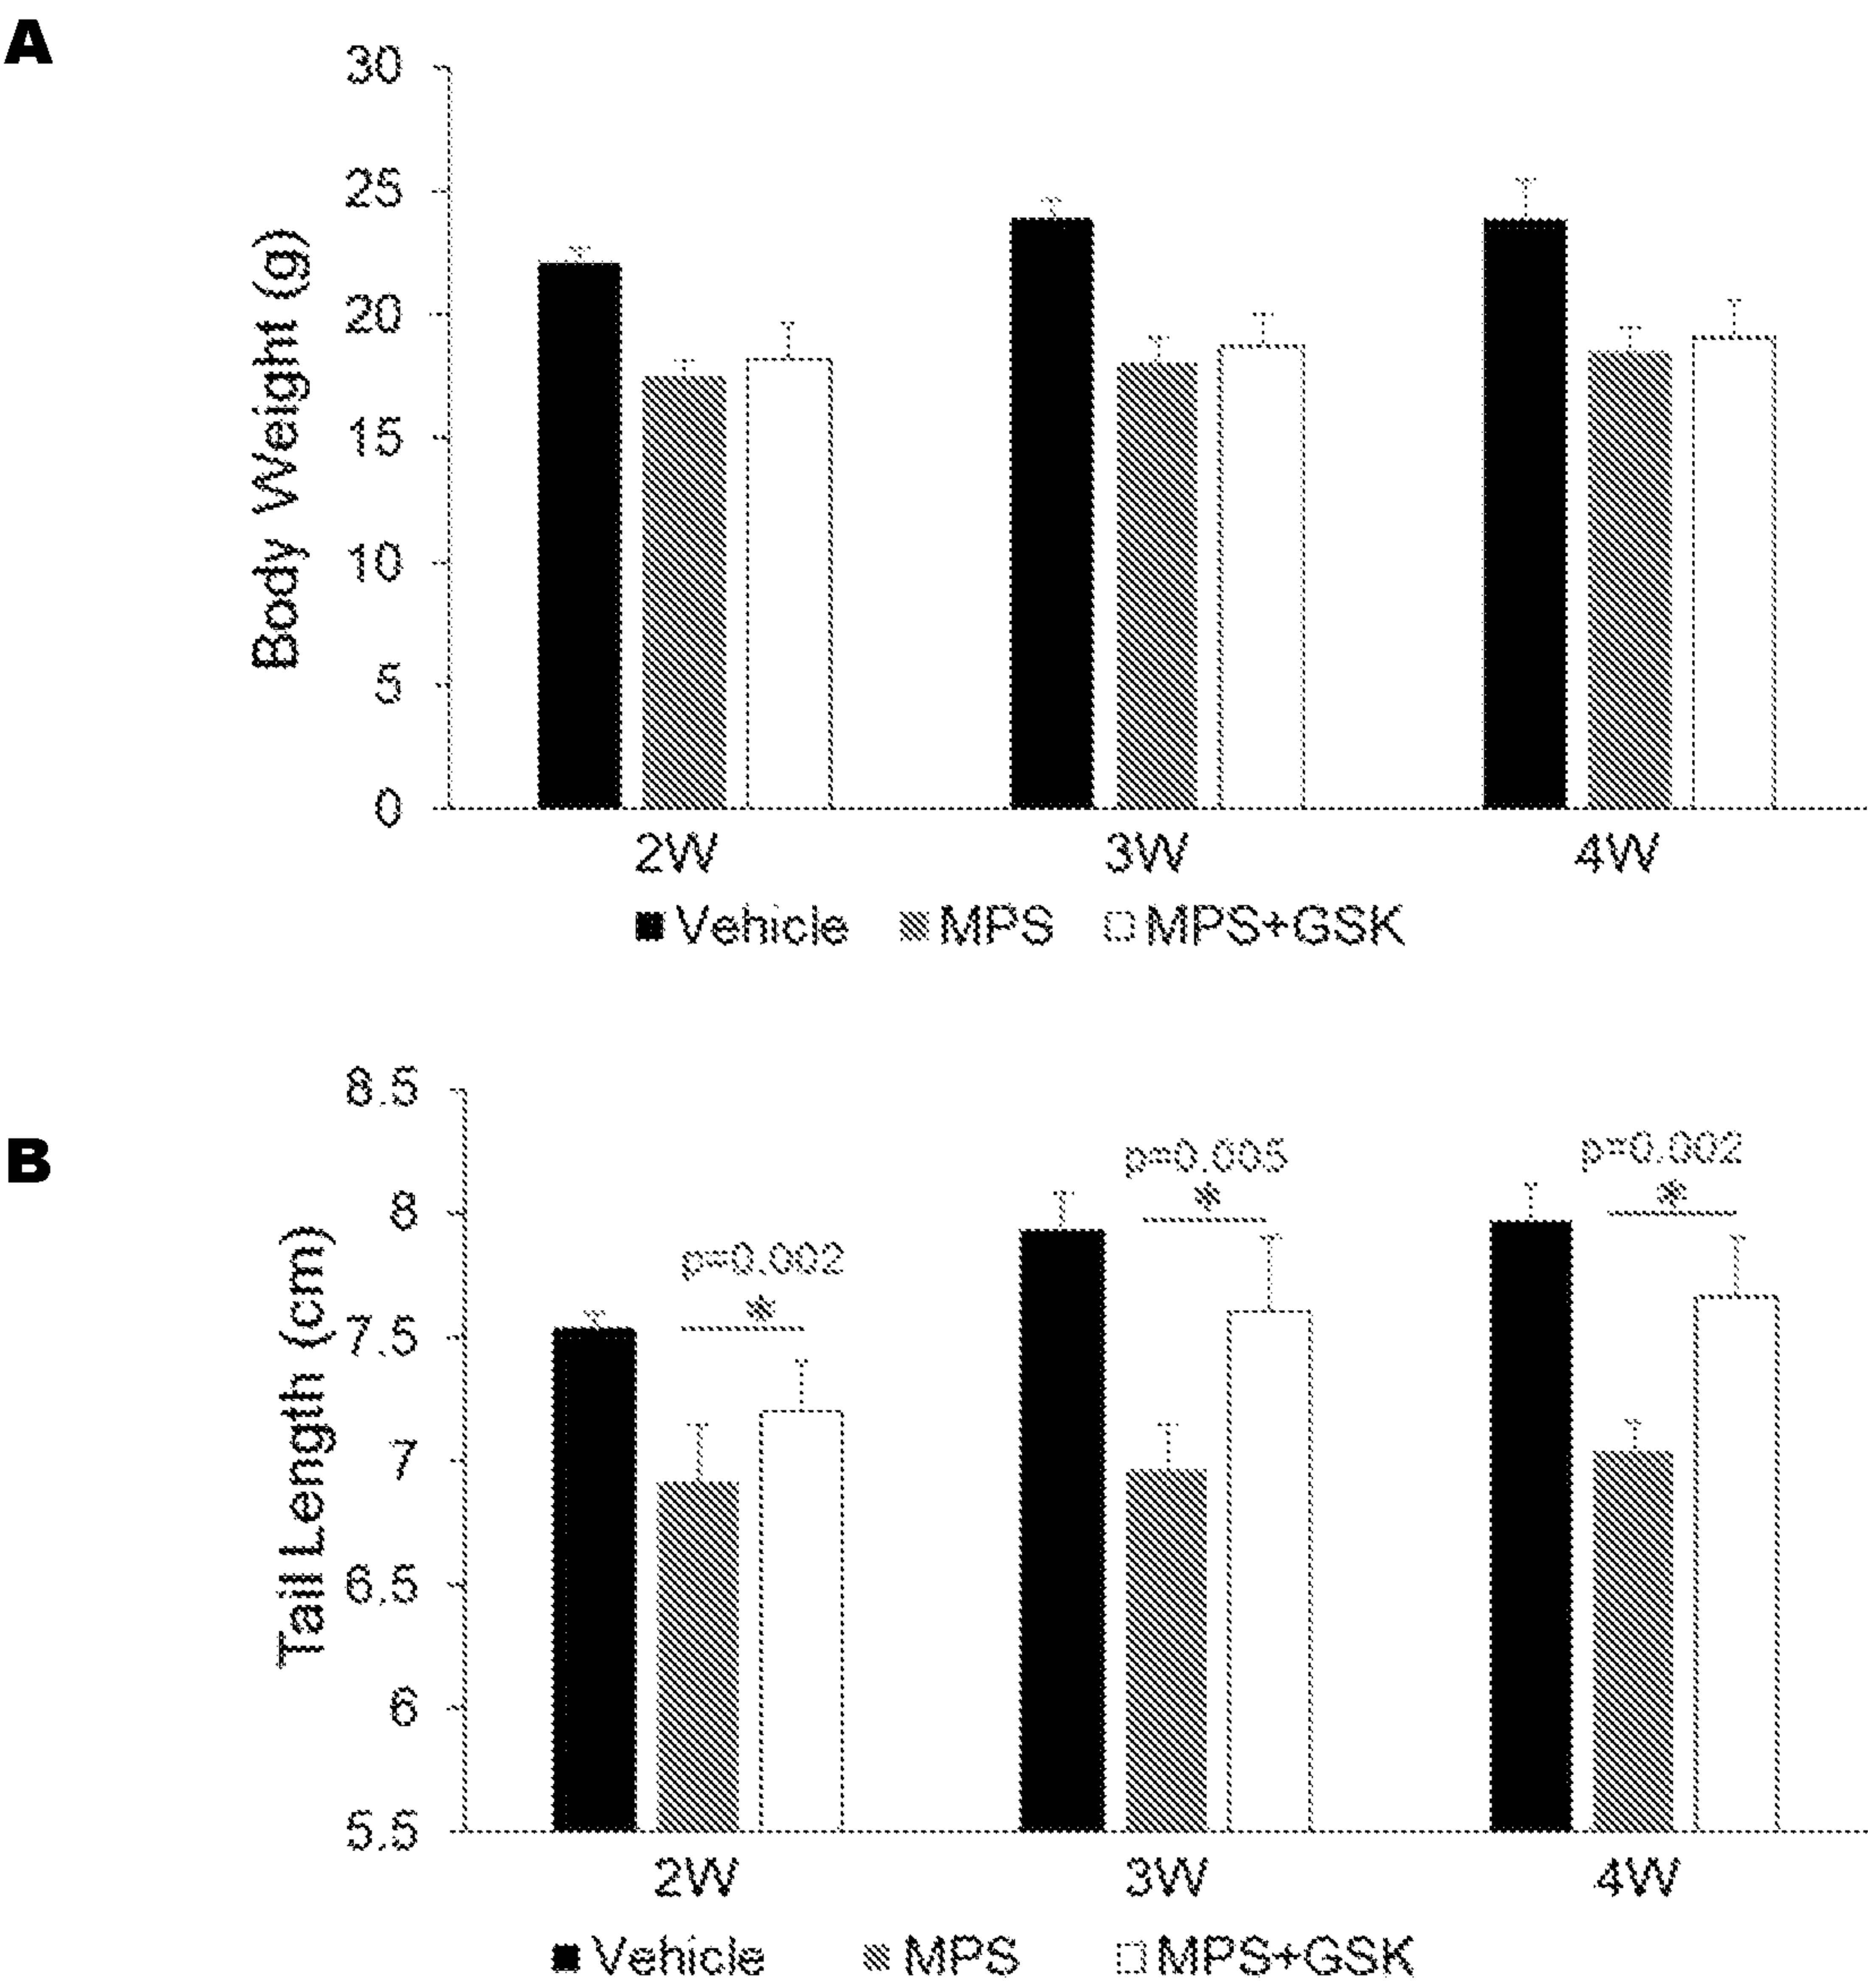 A
30
25
20
15
10
5
0
Body Weight (g)
2W 3W 4W
Vehicle MPS MPS+GSK
B
8.5
8
7.5
7
6.5
6
5.5
Tail Length (cm)
p=0.002
*
p=0.005
*
p=0.002
*
2W 3W 4W
Vehicle MPS MPS+GSK